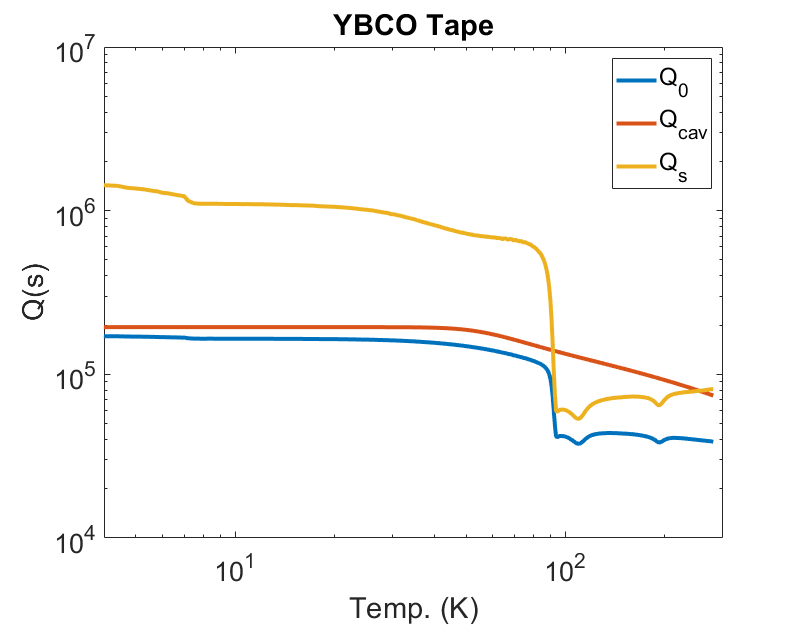 YBCO Tape
10^7
10^6
10^5
10^4
Q(s)
10^1
10^2
Temp. (K)
Q_0
Q_cav
Q_s